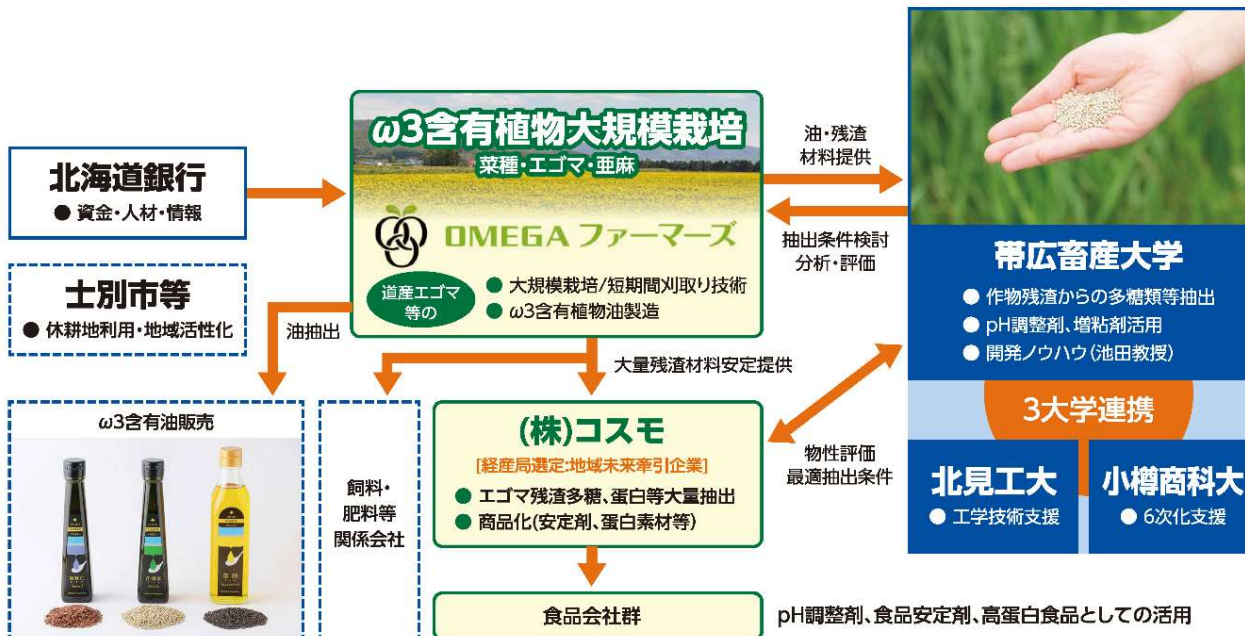 北海道銀行
● 資金・人材・情報
士別市等
● 休耕地利用・地域活性化
ω3含有植物大規模栽培
菜種・エゴマ・亜麻
OMEGA ファーマーズ
道産エゴマ
等の
● 大規模栽培/短期間刈取り技術
● ω3含有植物油製造
油・残渣
材料提供
抽出条件検討
分析・評価
帯広畜産大学
● 作物残渣からの多糖類等抽出
● pH調整剤、増粘剤活用
● 開発ノウハウ(池田教授)
3大学連携
北見工大
● 工学技術支援
小樽商科大
● 6次化支援
油抽出
大量残渣材料安定提供
ω3含有油販売
飼料・
肥料等
関係会社
(株)コスモ
[経産局選定:地域未来牽引企業]
● エゴマ残渣多糖、蛋白等大量抽出
● 商品化(安定剤、蛋白素材等)
物性評価
最適抽出条件
食品会社群
pH調整剤、食品安定剤、高蛋白食品としての活用